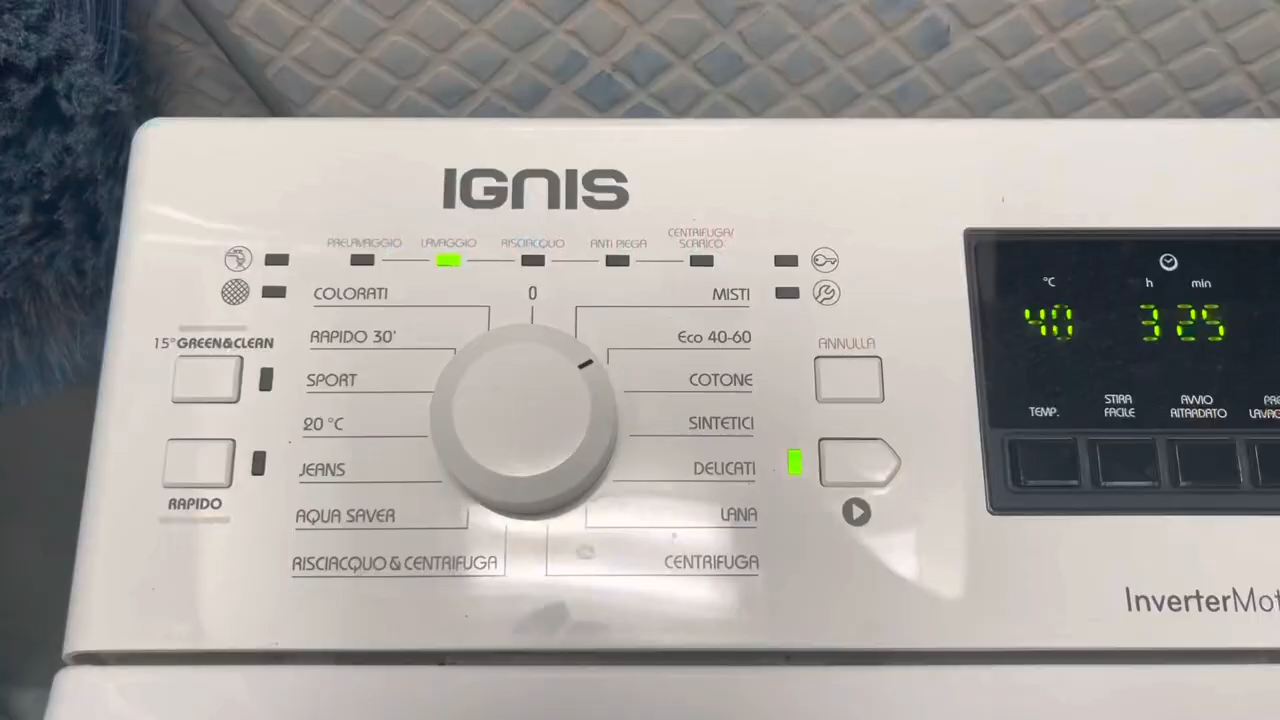 IGNIS
PRELAVAGGIO
LAVAGGIO
RISCIACQUO
ANTI PIEGA
CENTRIFUGA/
SCARICO
COLORATI
0
MISTI
RAPIDO 30'
Eco 40-60
SPORT
COTONE
20 °C
SINTETICI
JEANS
DELICATI
AQUA SAVER
LANA
RISCIACQUO & CENTRIFUGA
CENTRIFUGA
15° GREEN&CLEAN
RAPIDO
ANNULLA
°C
h
min
40
3 25
TEMP.
STIRA
FACILE
AVVIO
RITARDATO
PRE
LAVAG
InverterMot